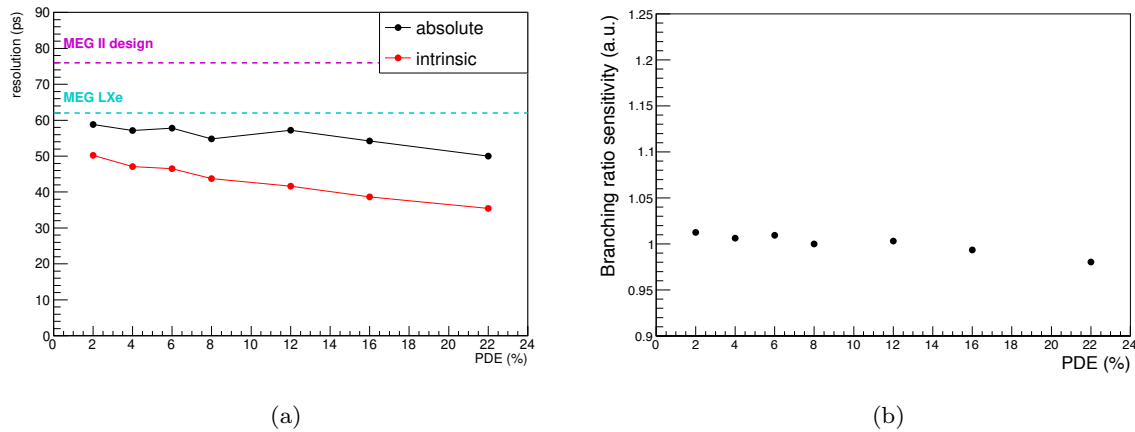 resolution (ps)
90
80
70
60
50
40
30
20
10
0
MEG II design
MEG LXe
absolute
intrinsic
0 2 4 6 8 10 12 14 16 18 20 22 24
PDE (%)
(a)
Branching ratio sensitivity (a.u.)
1.25
1.2
1.15
1.1
1.05
1
0.95
0.9
0 2 4 6 8 10 12 14 16 18 20 22 24
PDE (%)
(b)